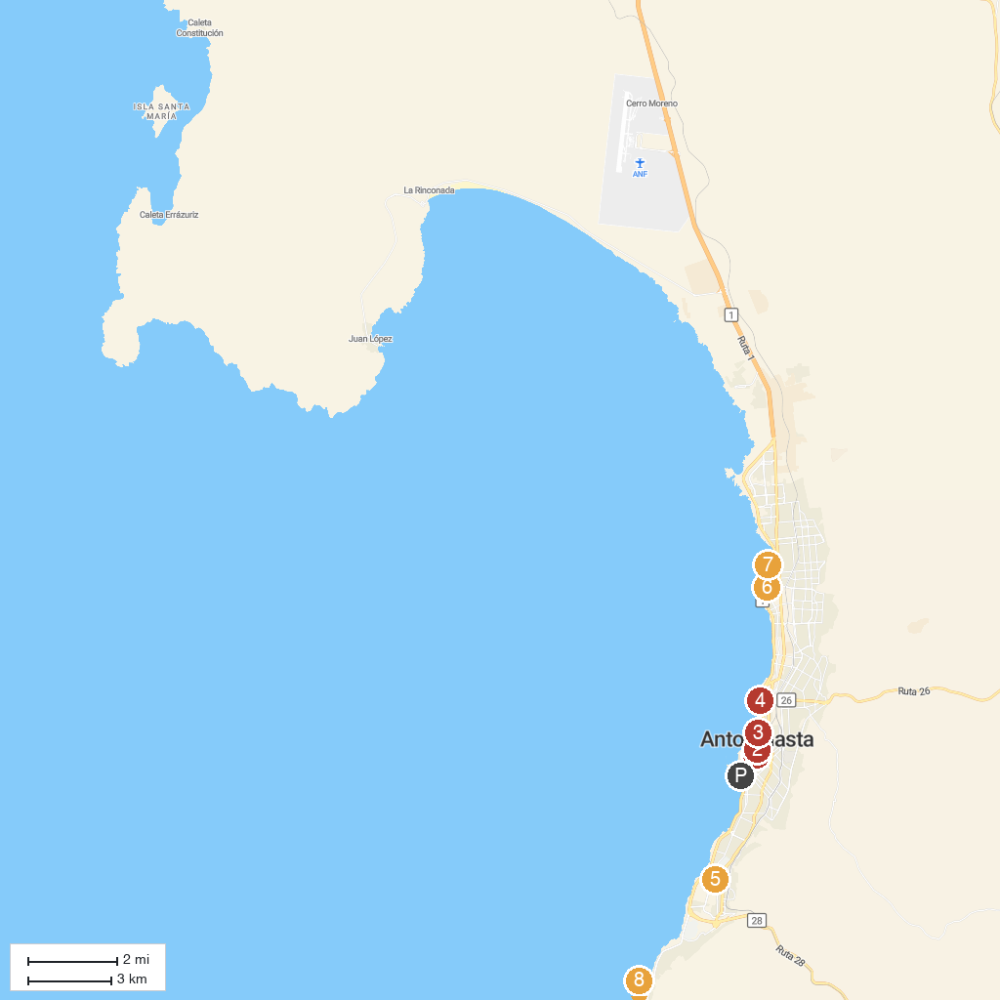 Caleta
Constitución
ISLA SANTA
MARÍA
Cerro Moreno
ANF
La Rinconada
Caleta Errázuriz
1
Ruta 1
Juan López
7
6
4
26
Ruta 26
3
2
P
5
28
Ruta 28
8
2 mi
3 km